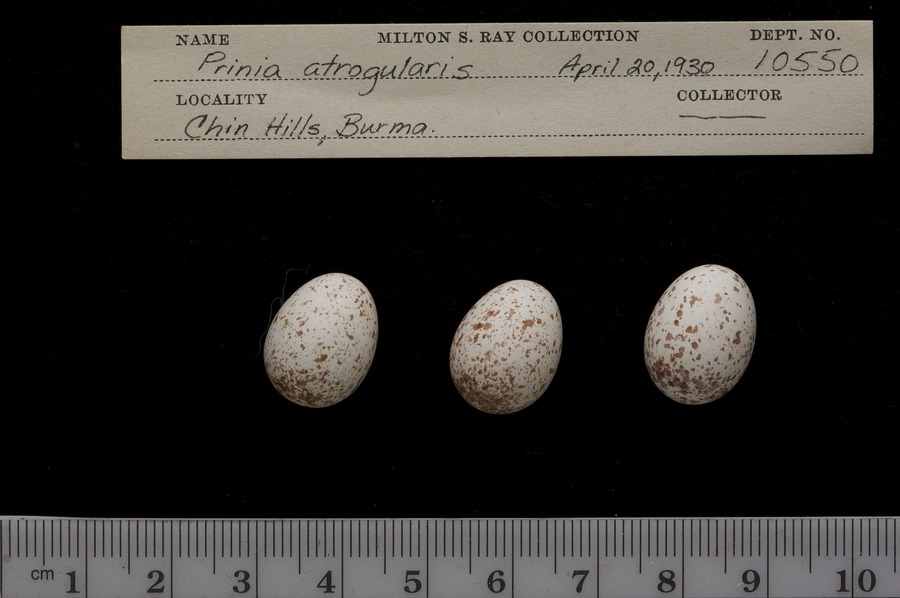 NAME MILTON S. RAY COLLECTION DEPT. NO.
Prinia atrogularis April 20, 1930 10550
LOCALITY COLLECTOR
Chin Hills, Burma.
cm 1 2 3 4 5 6 7 8 9 10